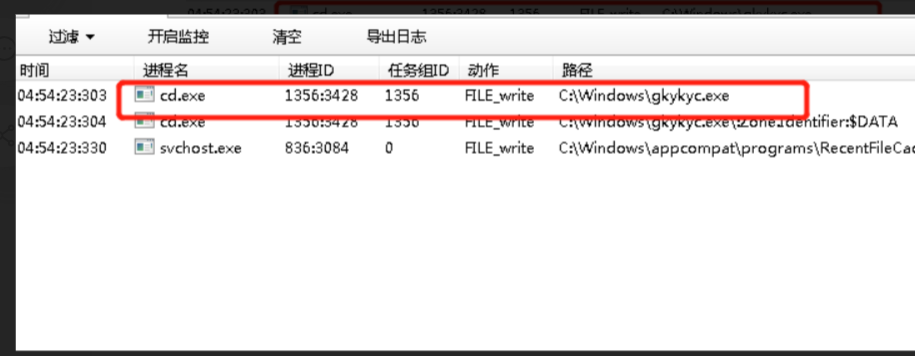 过滤 开启监控 清空 导出日志
时间 进程名 进程ID 任务组ID 动作 路径
04:54:23:303 cd.exe 1356:3428 1356 FILE_write C:\Windows\gkykyc.exe
04:54:23:304 cd.exe 1356:3428 1356 FILE_write C:\Windows\gkykyc.exe\:Zone.Identifier:$DATA
04:54:23:330 svchost.exe 836:3084 0 FILE_write C:\Windows\appcompat\programs\RecentFileCac